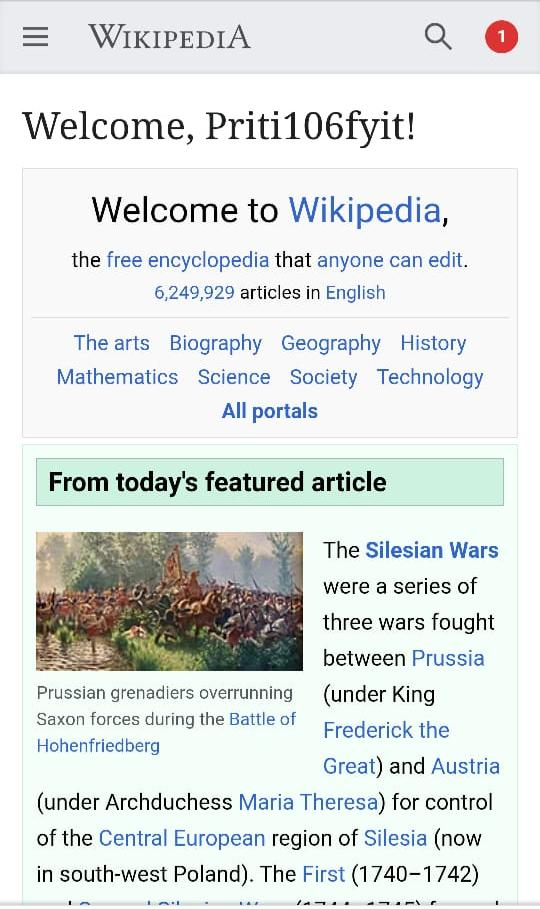 WIKIPEDIA
1
Welcome, Priti106fyit!
Welcome to Wikipedia,
the free encyclopedia that anyone can edit.
6,249,929 articles in English
The arts Biography Geography History
Mathematics Science Society Technology
All portals
From today's featured article
Prussian grenadiers overrunning
Saxon forces during the Battle of
Hohenfriedberg
The Silesian Wars
were a series of
three wars fought
between Prussia
(under King
Frederick the
Great) and Austria
(under Archduchess Maria Theresa) for control
of the Central European region of Silesia (now
in south-west Poland). The First (1740–1742)